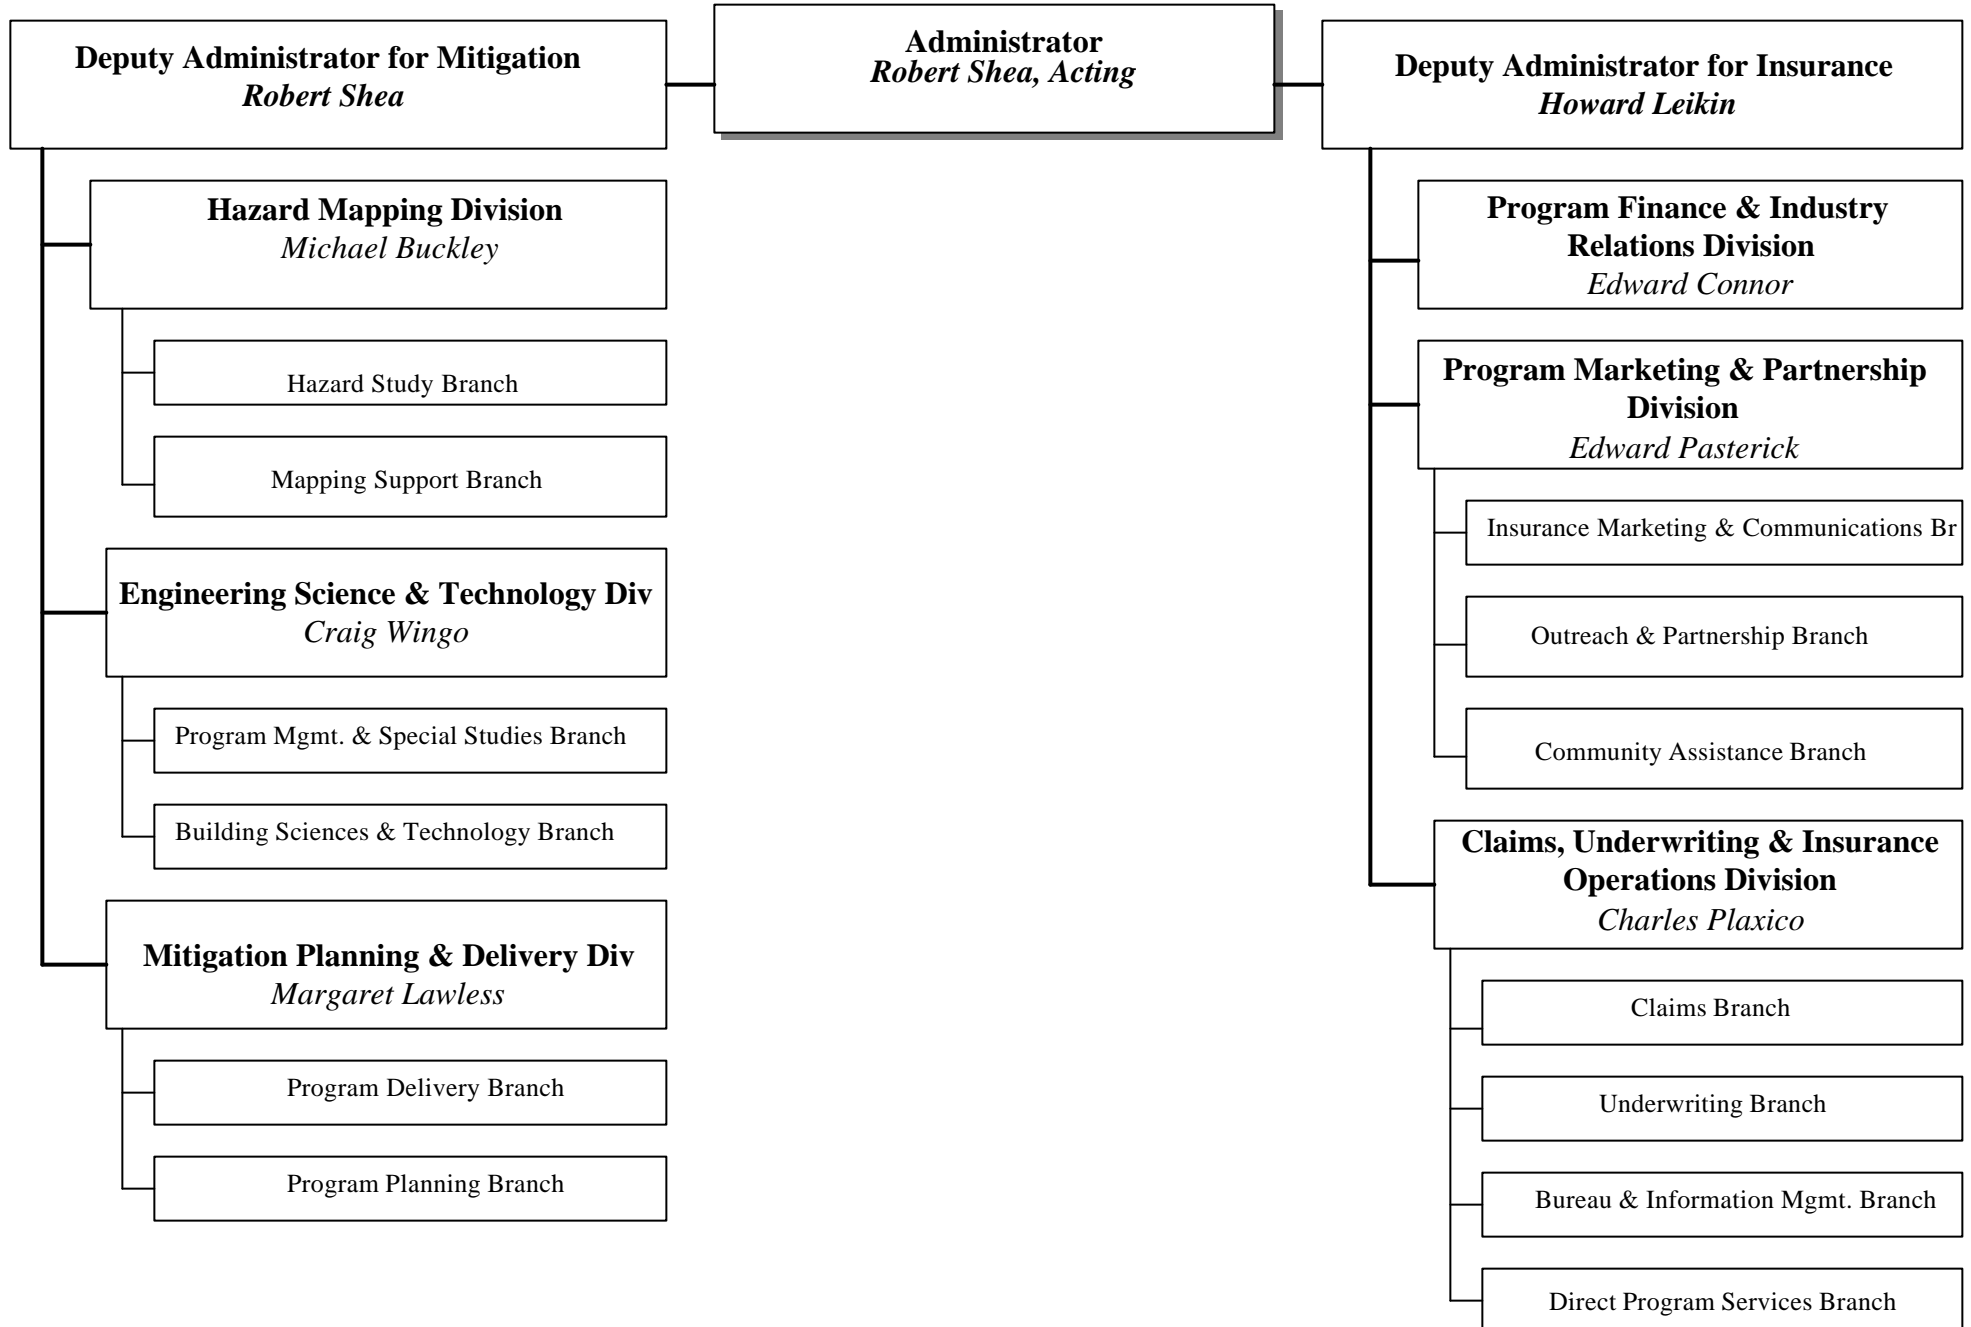 Administrator
Robert Shea, Acting
Deputy Administrator for Mitigation
Robert Shea
Hazard Mapping Division
Michael Buckley
Hazard Study Branch
Mapping Support Branch
Engineering Science & Technology Div
Craig Wingo
Program Mgmt. & Special Studies Branch
Building Sciences & Technology Branch
Mitigation Planning & Delivery Div
Margaret Lawless
Program Delivery Branch
Program Planning Branch
Deputy Administrator for Insurance
Howard Leikin
Program Finance & Industry
Relations Division
Edward Connor
Program Marketing & Partnership
Division
Edward Pasterick
Insurance Marketing & Communications Br
Outreach & Partnership Branch
Community Assistance Branch
Claims, Underwriting & Insurance
Operations Division
Charles Plaxico
Claims Branch
Underwriting Branch
Bureau & Information Mgmt. Branch
Direct Program Services Branch